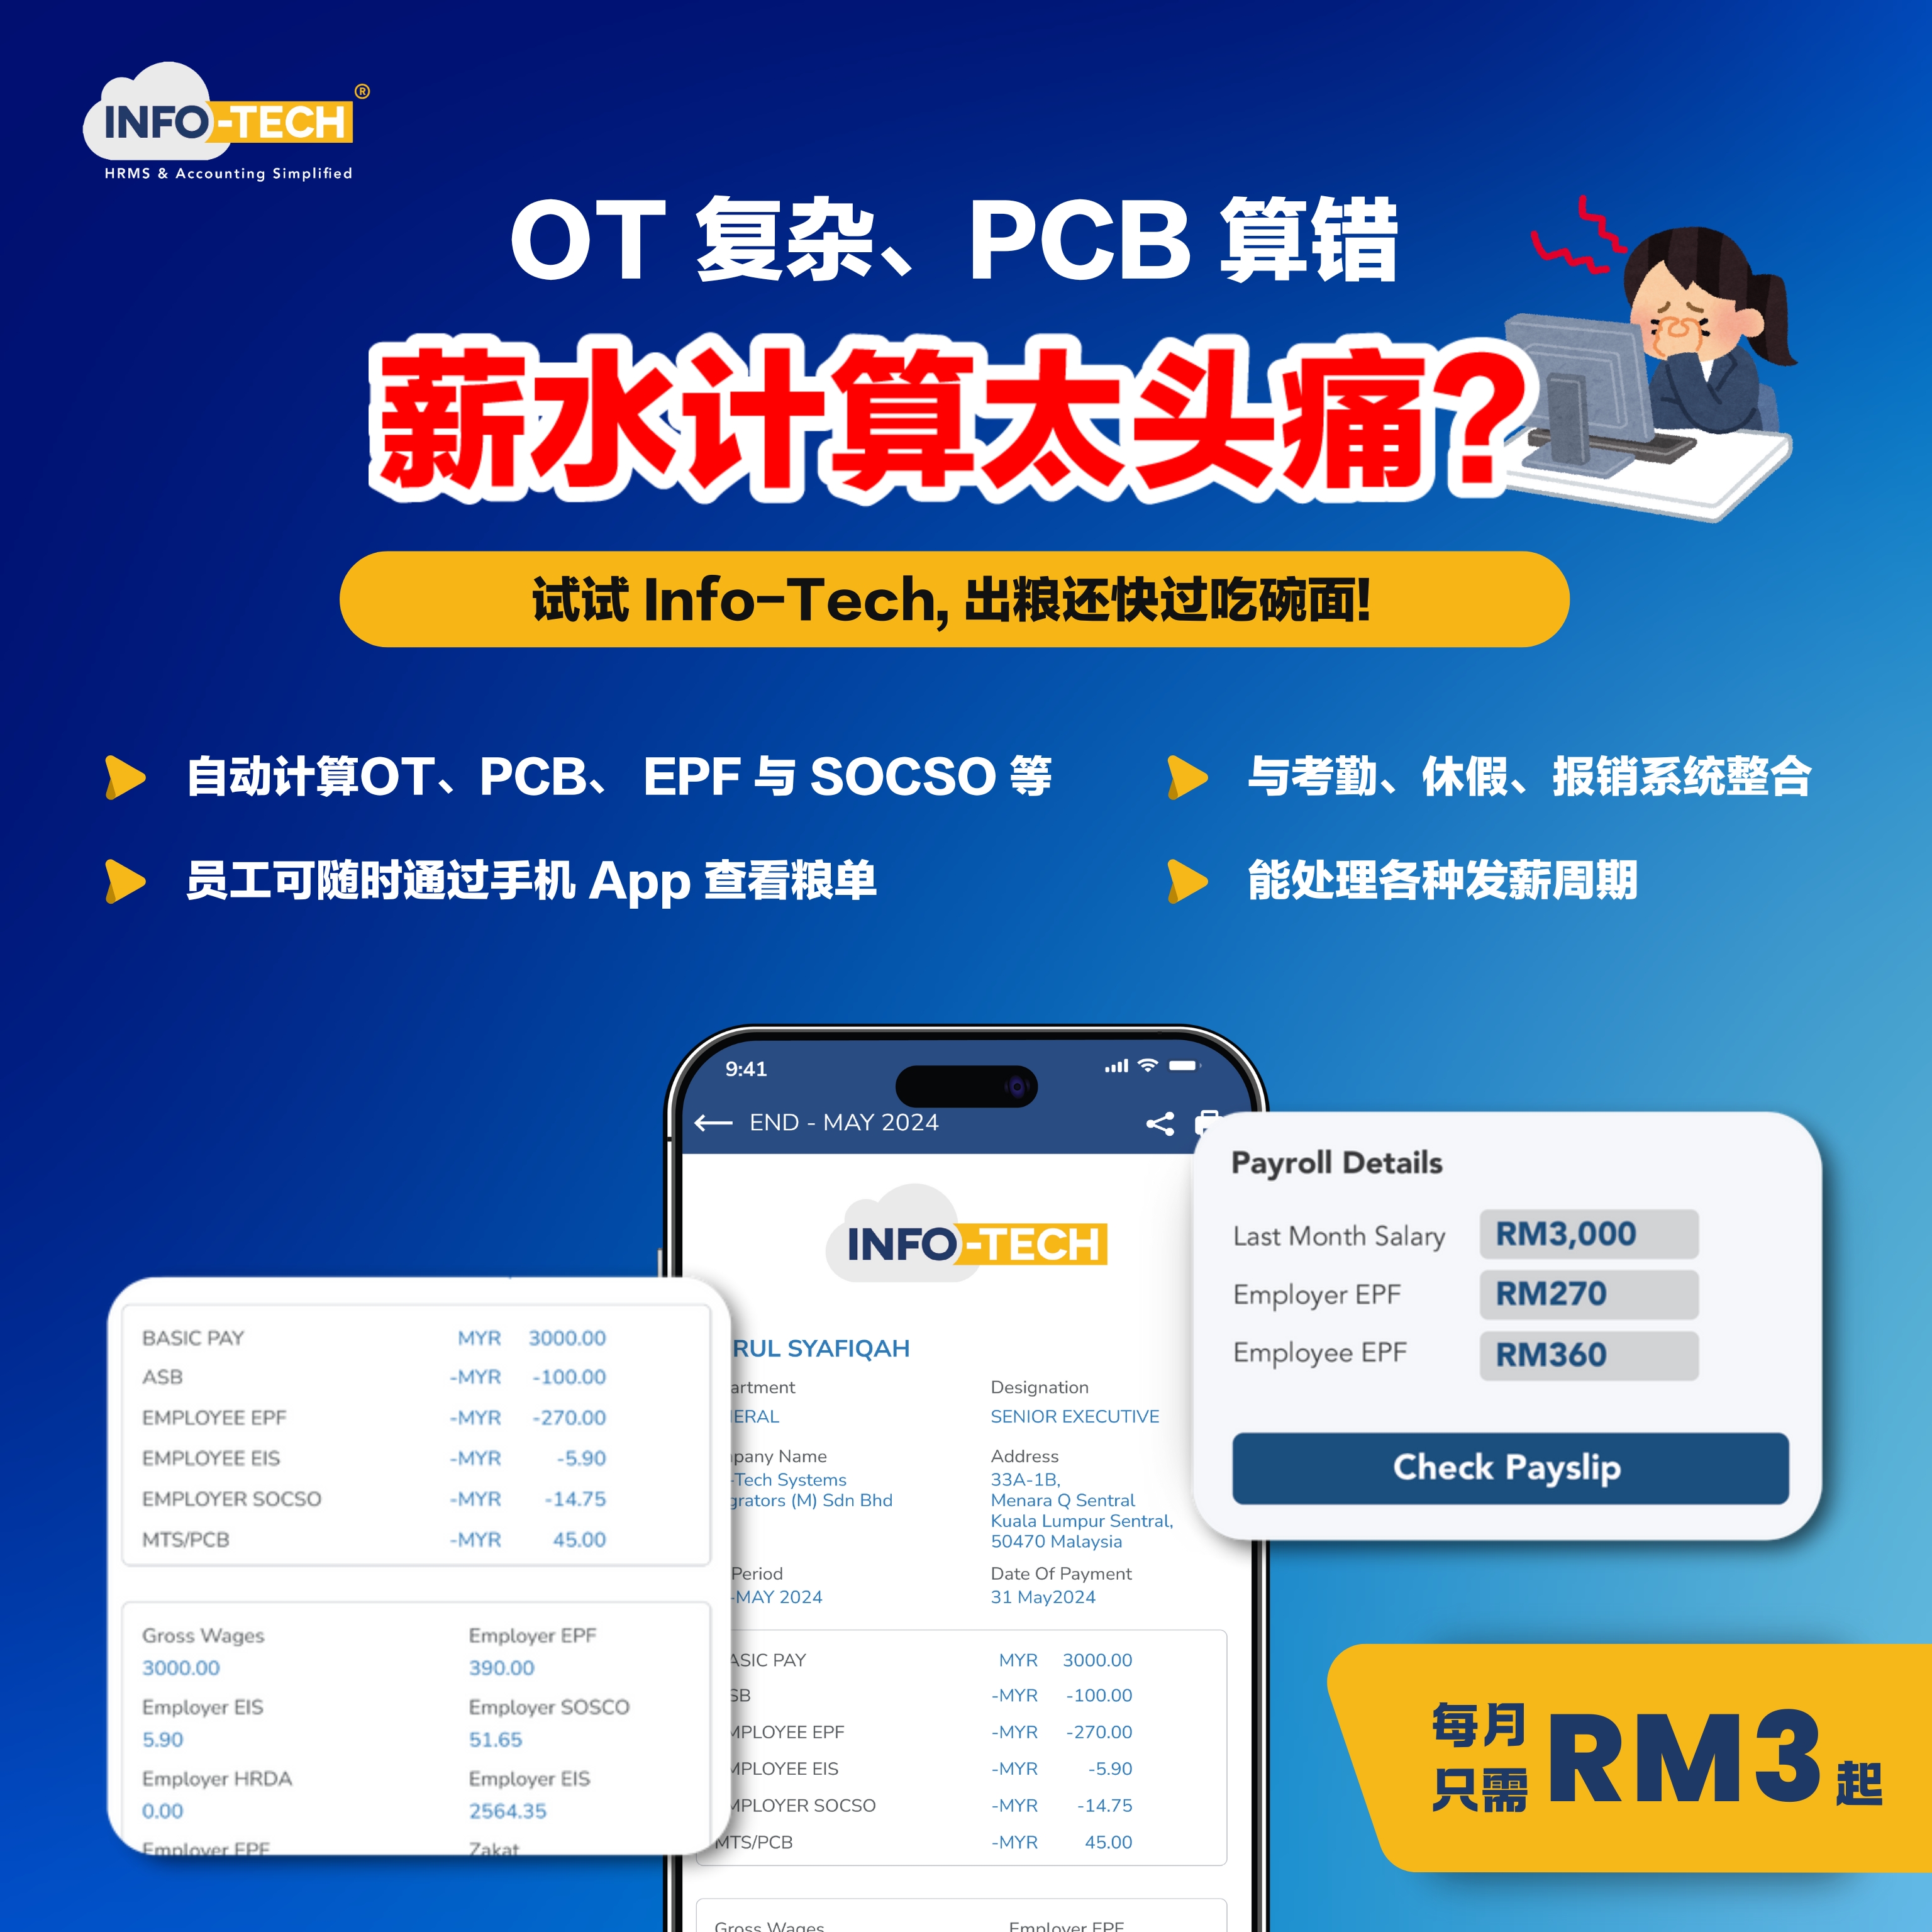 INFO-TECH®
HRMS & Accounting Simplified
OT 复杂、PCB 算错
薪水计算太头痛?
试试 Info-Tech, 出粮还快过吃碗面!
自动计算OT、PCB、 EPF 与 SOCSO 等
与考勤、休假、报销系统整合
员工可随时通过手机 App 查看粮单
能处理各种发薪周期
9:41
END - MAY 2024
INFO-TECH
RUL SYAFIQAH
artment Designation
ERAL SENIOR EXECUTIVE
pany Name Address
-Tech Systems 33A-1B,
grators (M) Sdn Bhd Menara Q Sentral
Kuala Lumpur Sentral,
50470 Malaysia
Period Date Of Payment
-MAY 2024 31 May2024
ASIC PAY MYR 3000.00
SB -MYR -100.00
MPLOYEE EPF -MYR -270.00
MPLOYEE EIS -MYR -5.90
MPLOYER SOCSO -MYR -14.75
MTS/PCB -MYR 45.00
Gross Wages Employer EPF
Payroll Details
Last Month Salary RM3,000
Employer EPF RM270
Employee EPF RM360
Check Payslip
BASIC PAY MYR 3000.00
ASB -MYR -100.00
EMPLOYEE EPF -MYR -270.00
EMPLOYEE EIS -MYR -5.90
EMPLOYER SOCSO -MYR -14.75
MTS/PCB -MYR 45.00
Gross Wages Employer EPF
3000.00 390.00
Employer EIS Employer SOSCO
5.90 51.65
Employer HRDA Employer EIS
0.00 2564.35
Employer EPF Zakat
每月
只需 RM3 起